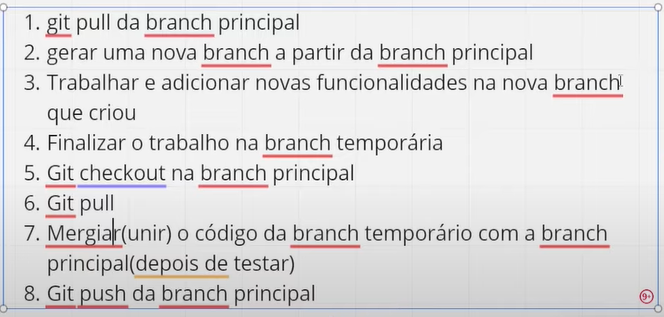 1. git pull da branch principal
2. gerar uma nova branch a partir da branch principal
3. Trabalhar e adicionar novas funcionalidades na nova branch
que criou
4. Finalizar o trabalho na branch temporária
5. Git checkout na branch principal
6. Git pull
7. Mergiar(unir) o código da branch temporário com a branch
principal(depois de testar)
8. Git push da branch principal
9+